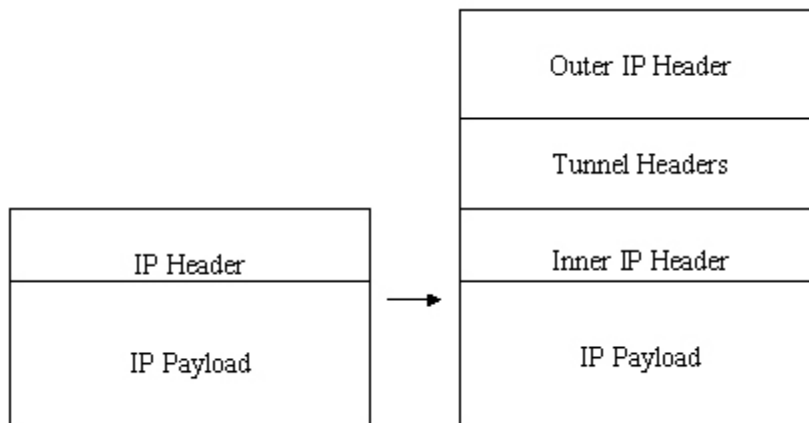 IP Header
IP Payload
Outer IP Header
Tunnel Headers
Inner IP Header
IP Payload